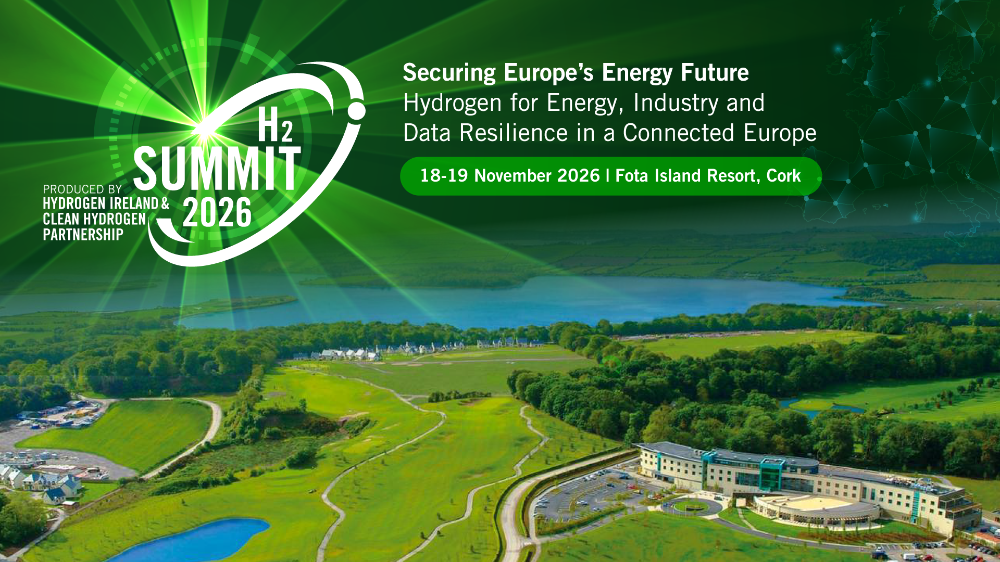 H2
SUMMIT
2026
PRODUCED BY
HYDROGEN IRELAND &
CLEAN HYDROGEN
PARTNERSHIP
Securing Europe’s Energy Future
Hydrogen for Energy, Industry and
Data Resilience in a Connected Europe
18-19 November 2026 | Fota Island Resort, Cork